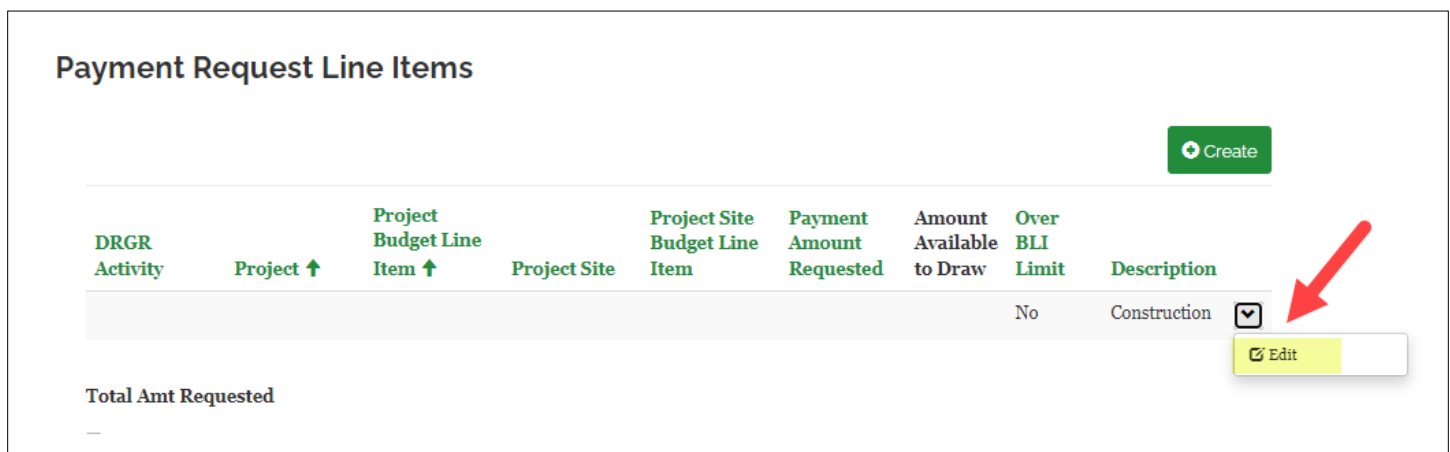 Payment Request Line Items
Create
DRGR Activity
Project
Project Budget Line Item
Project Site
Project Site Budget Line Item
Payment Amount Requested
Amount Available to Draw
Over BLI Limit
Description
No
Construction
Edit
Total Amt Requested
—